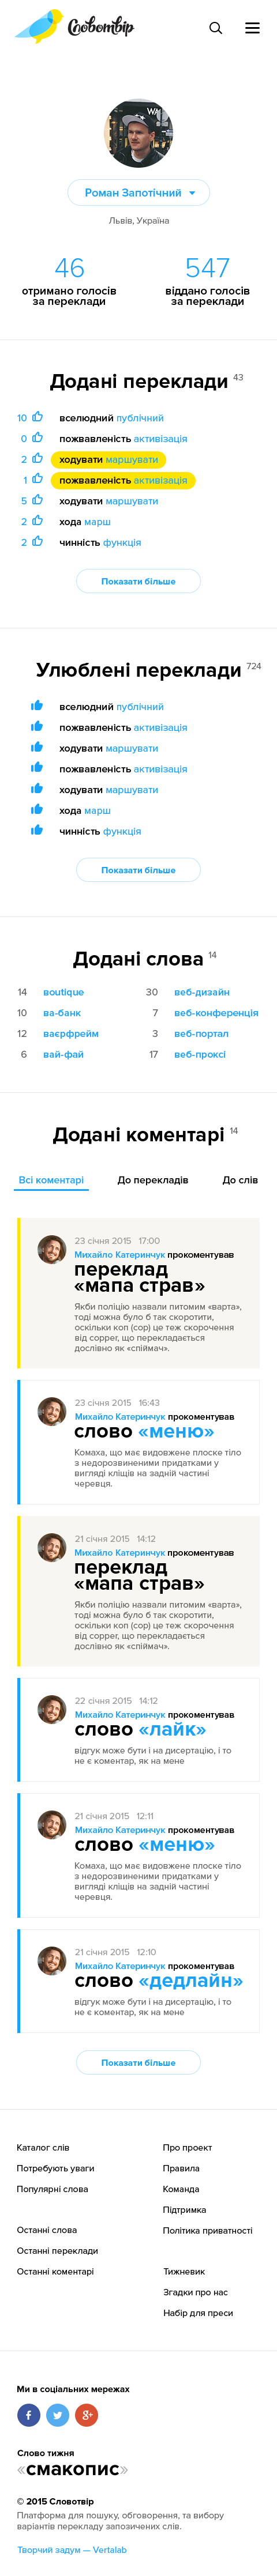 Словотвір
Роман Запотічний
Львів, Україна
46
отримано голосів
за переклади
547
віддано голосів
за переклади
Додані переклади 43
10 вселюдний публічний
0 пожвавленість активізація
2 ходувати маршувати
1 пожвавленість активізація
5 ходувати маршувати
2 хода марш
2 чинність функція
Показати більше
Улюблені переклади 724
вселюдний публічний
пожвавленість активізація
ходувати маршувати
пожвавленість активізація
ходувати маршувати
хода марш
чинність функція
Показати більше
Додані слова 14
14 boutique 30 веб-дизайн
10 ва-банк 7 веб-конференція
12 ваєрфрейм 3 веб-портал
6 вай-фай 17 веб-проксі
Додані коментарі 14
Всі коментарі До перекладів До слів
23 січня 2015 17:00
Михайло Катеринчук прокоментував
переклад
«мапа страв»
Якби поліцію назвали питомим «варта»,
тоді можна було б так скоротити,
оскільки коп (cop) це теж скорочення
від copper, що перекладається
дослівно як «спіймач».
23 січня 2015 16:43
Михайло Катеринчук прокоментував
слово «меню»
Комаха, що має видовжене плоске тіло
з недорозвиненими придатками у
вигляді кліщів на задній частині
черевця.
21 січня 2015 14:12
Михайло Катеринчук прокоментував
переклад
«мапа страв»
Якби поліцію назвали питомим «варта»,
тоді можна було б так скоротити,
оскільки коп (cop) це теж скорочення
від copper, що перекладається
дослівно як «спіймач».
22 січня 2015 14:12
Михайло Катеринчук прокоментував
слово «лайк»
відгук може бути і на дисертацію, і то
не є коментар, як на мене
21 січня 2015 12:11
Михайло Катеринчук прокоментував
слово «меню»
Комаха, що має видовжене плоске тіло
з недорозвиненими придатками у
вигляді кліщів на задній частині
черевця.
21 січня 2015 12:10
Михайло Катеринчук прокоментував
слово «дедлайн»
відгук може бути і на дисертацію, і то
не є коментар, як на мене
Показати більше
Каталог слів Про проект
Потребують уваги Правила
Популярні слова Команда
Підтримка
Останні слова Політика приватності
Останні переклади
Останні коментарі Тижневик
Згадки про нас
Набір для преси
Ми в соціальних мережах
Слово тижня
«смакопис»
© 2015 Словотвір
Платформа для пошуку, обговорення, та вибору
варіантів перекладу запозичених слів.
Творчий задум — Vertalab